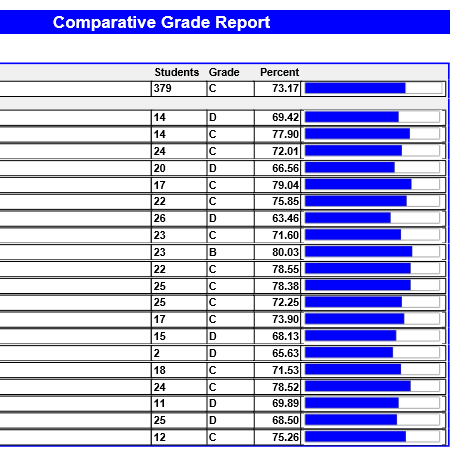 Comparative Grade Report
Students Grade Percent
379 C 73.17
14 D 69.42
14 C 77.90
24 C 72.01
20 D 66.56
17 C 79.04
22 C 75.85
26 D 63.46
23 C 71.60
23 B 80.03
22 C 78.55
25 C 78.38
25 C 72.25
17 C 73.90
15 D 68.13
2 D 65.63
18 C 71.53
24 C 78.52
11 D 69.89
25 D 68.50
12 C 75.26